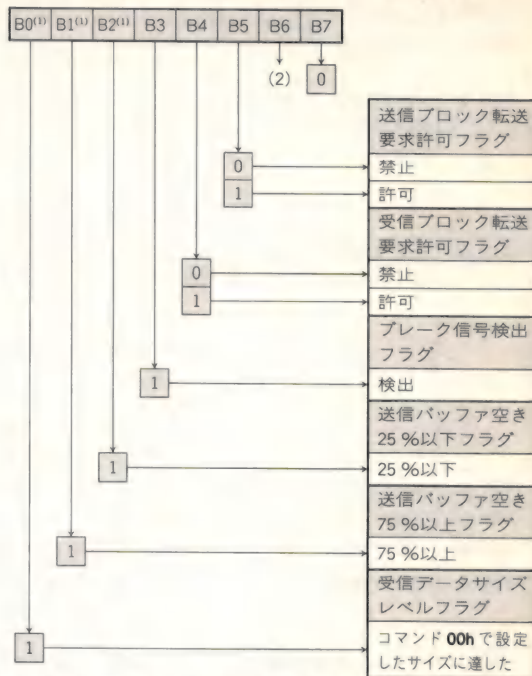 B0(1) B1(1) B2(1) B3 B4 B5 B6 B7
(2) 0
送信ブロック転送
要求許可フラグ
0 禁止
1 許可
受信ブロック転送
要求許可フラグ
0 禁止
1 許可
ブレーク信号検出
フラグ
1 検出
送信バッファ空き
25%以下フラグ
1 25%以下
送信バッファ空き
75%以上フラグ
1 75%以上
受信データサイズ
レベルフラグ
1 コマンド00hで設定
したサイズに達した